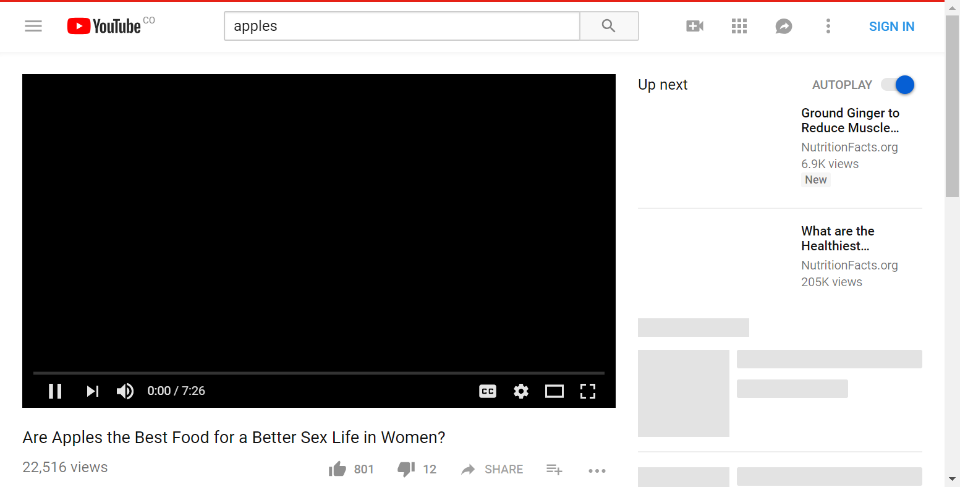 YouTube CO
apples
SIGN IN
Up next
AUTOPLAY
Ground Ginger to
Reduce Muscle…
NutritionFacts.org
6.9K views
New
What are the
Healthiest…
NutritionFacts.org
205K views
0:00 / 7:26
CC
Are Apples the Best Food for a Better Sex Life in Women?
22,516 views
801
12
SHARE